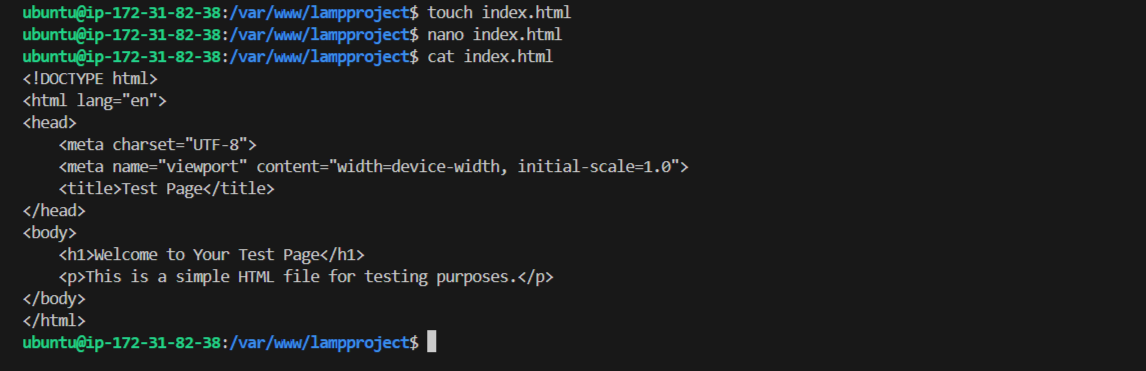 ubuntu@ip-172-31-82-38:/var/www/lampproject$ touch index.html
ubuntu@ip-172-31-82-38:/var/www/lampproject$ nano index.html
ubuntu@ip-172-31-82-38:/var/www/lampproject$ cat index.html
<!DOCTYPE html>
<html lang="en">
<head>
    <meta charset="UTF-8">
    <meta name="viewport" content="width=device-width, initial-scale=1.0">
    <title>Test Page</title>
</head>
<body>
    <h1>Welcome to Your Test Page</h1>
    <p>This is a simple HTML file for testing purposes.</p>
</body>
</html>
ubuntu@ip-172-31-82-38:/var/www/lampproject$